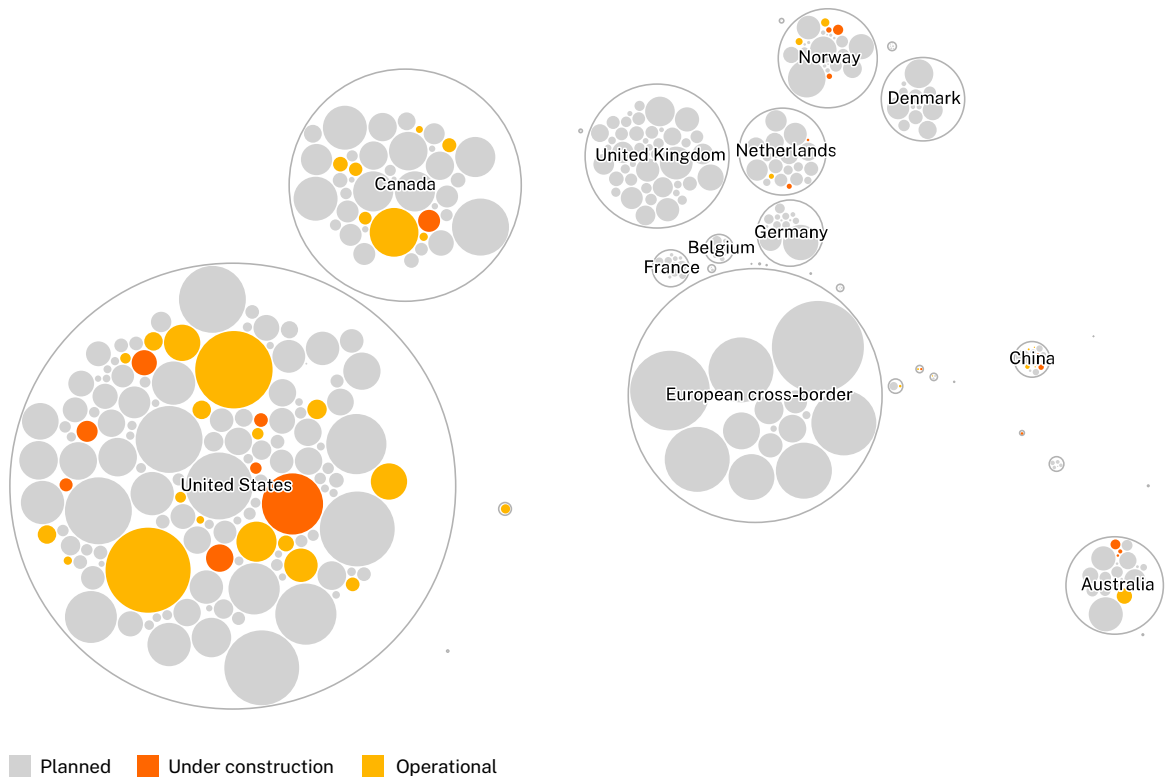 Norway
Denmark
Netherlands
United Kingdom
Canada
Germany
Belgium
France
China
European cross-border
United States
Australia
Planned
Under construction
Operational